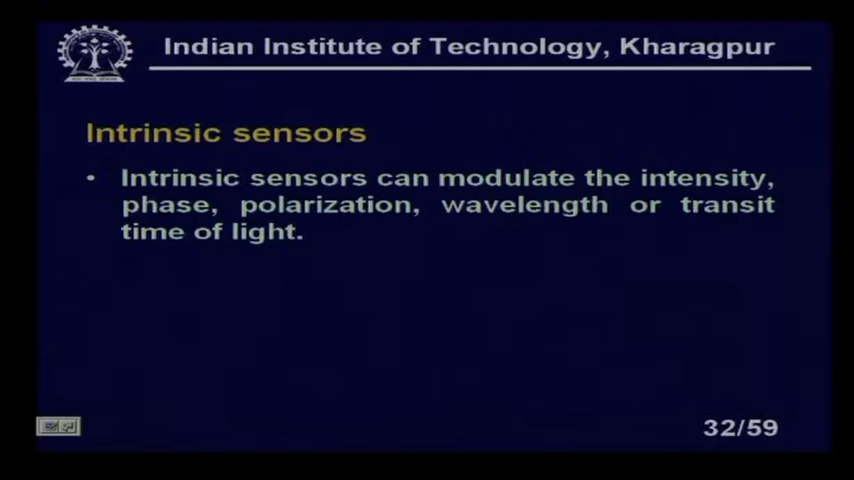 Indian Institute of Technology, Kharagpur
Intrinsic sensors
• Intrinsic sensors can modulate the intensity,
phase, polarization, wavelength or transit
time of light.
32/59